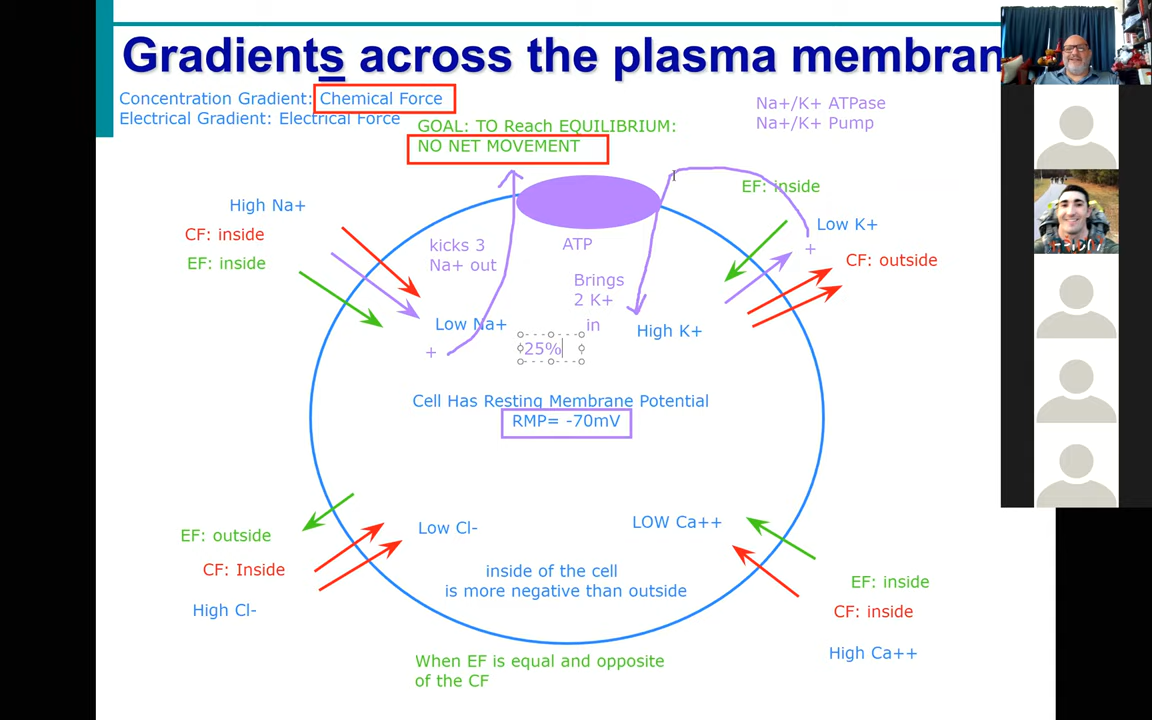 Gradients across the plasma membran
Concentration Gradient: Chemical Force
Electrical Gradient: Electrical Force
GOAL: TO Reach EQUILIBRIUM:
NO NET MOVEMENT
Na+/K+ ATPase
Na+/K+ Pump
EF: inside
High Na+
CF: inside
EF: inside
Low K+
+
CF: outside
kicks 3
Na+ out
ATP
Brings
2 K+
in
Low Na+
+
25%
High K+
Cell Has Resting Membrane Potential
RMP= -70mV
EF: outside
CF: Inside
High Cl-
Low Cl-
LOW Ca++
inside of the cell
is more negative than outside
EF: inside
CF: inside
High Ca++
When EF is equal and opposite
of the CF